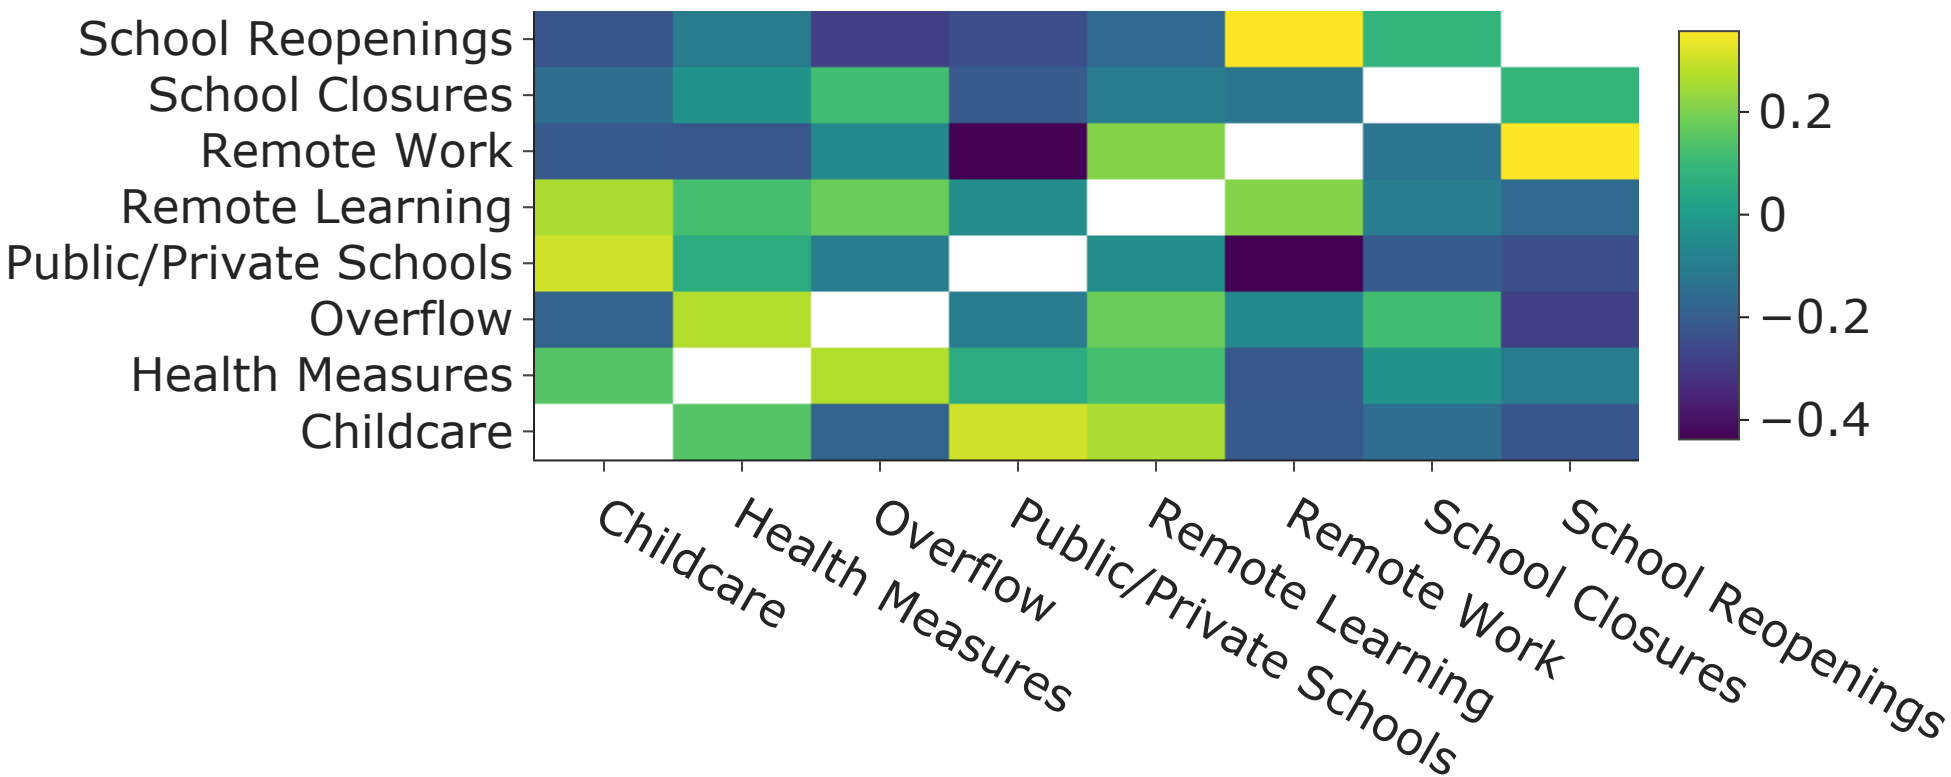 School Reopenings
School Closures
Remote Work
Remote Learning
Public/Private Schools
Overflow
Health Measures
Childcare
Childcare
Health Measures
Overflow
Public/Private Schools
Remote Learning
Remote Work
School Closures
School Reopenings
0.2
0
−0.2
−0.4